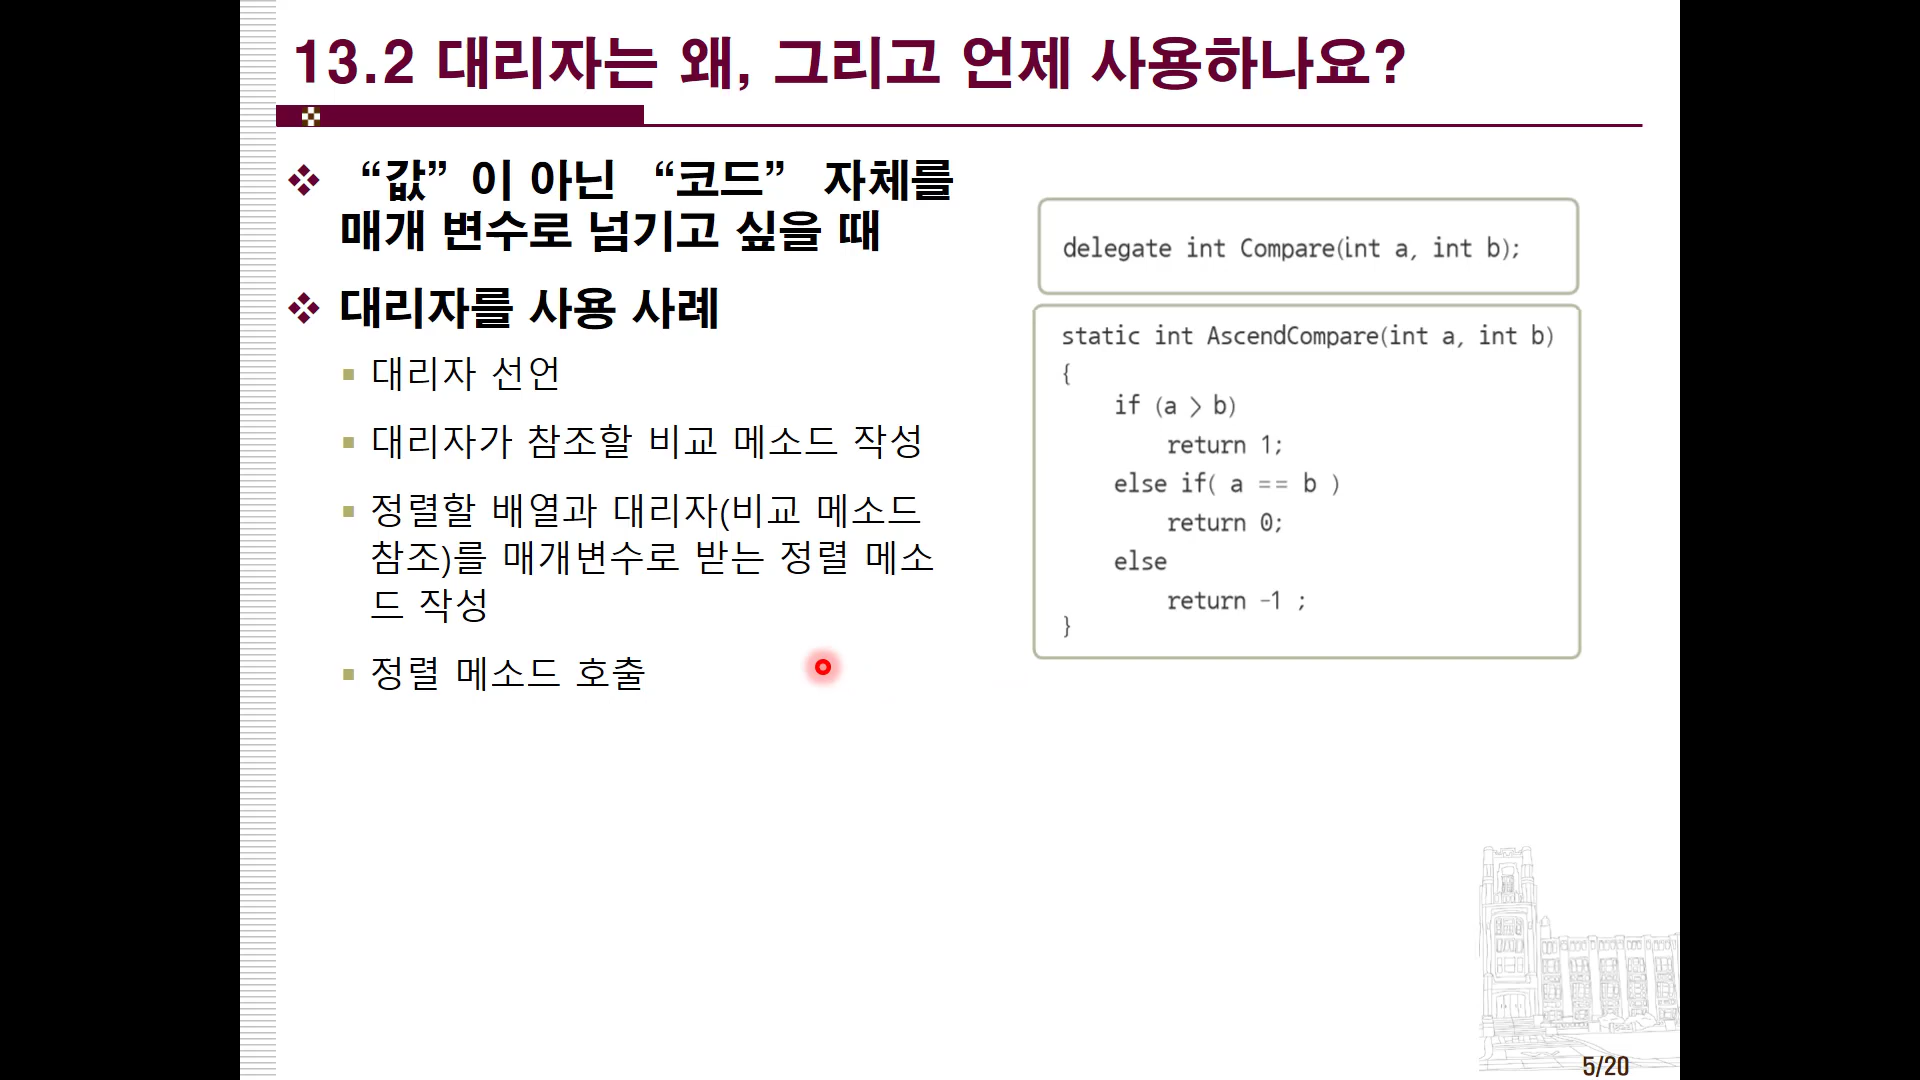 13.2 대리자는 왜, 그리고 언제 사용하나요?
“값”이 아닌 “코드” 자체를
매개 변수로 넘기고 싶을 때
대리자를 사용 사례
대리자 선언
대리자가 참조할 비교 메소드 작성
정렬할 배열과 대리자(비교 메소드
참조)를 매개변수로 받는 정렬 메소
드 작성
정렬 메소드 호출
delegate int Compare(int a, int b);
static int AscendCompare(int a, int b)
{
if (a > b)
return 1;
else if( a == b )
return 0;
else
return -1 ;
}
5/20